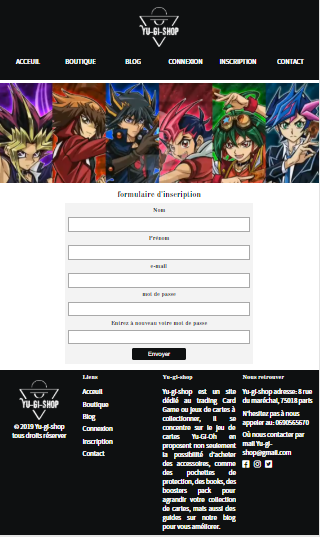 YU-GI-SHOP
ACCEUIL BOUTIQUE BLOG CONNEXION INSCRIPTION CONTACT
formulaire d'inscription
Nom
Prénom
e-mail
mot de passe
Entrez à nouveau votre mot de passe
Envoyer
YU-GI-SHOP
© 2019 Yu-gi-shop
tous droits réserver
Liens
Acceuil
Boutique
Blog
Connexion
Inscription
Contact
Yu-gi-shop
Yu-gi-shop est un site
dédié au trading Card
Game ou jeux de cartes à
collectionner, il se
concentre sur le jeu de
cartes Yu-Gi-Oh en
proposent non seulement
la possibilité d'acheter
des accessoires, comme
des pochettes de
protection, des books, des
boosters pack pour
agrandir votre collection
de cartes, mais aussi des
guides sur notre blog
pour vous améliorer.
Nous retrouver
Yu-gi-shop adresse: 8 rue
de maréchal, 75018 paris
N'hesitez pas à nous
appeler au : 0690565670
Où nous contacter par
mail Yu-gi-
shop@gmail.com